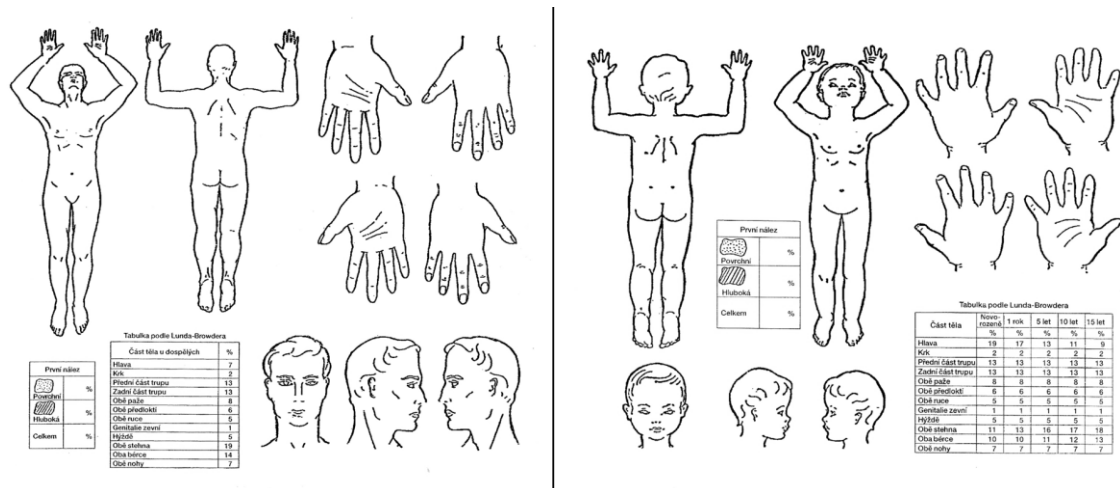 První nález
Povrchní %
Hluboká %
Celkem %
Tabulka podle Lunda-Browdera
Část těla u dospělých %
Hlava 7
Krk 2
Přední část trupu 13
Zadní část trupu 13
Obě paže 8
Obě předloktí 6
Obě ruce 5
Genitalie zevní 1
Hýždě 5
Obě stehna 19
Oba bérce 14
Obě nohy 7
První nález
Povrchní %
Hluboká %
Celkem %
Tabulka podle Lunda-Browdera
Část těla Novo- 1 rok 5 let 10 let 15 let
rozeně
% % % % %
Hlava 19 17 13 11 9
Krk 2 2 2 2 2
Přední část trupu 13 13 13 13 13
Zadní část trupu 13 13 13 13 13
Obě paže 8 8 8 8 8
Obě předloktí 6 6 6 6 6
Obě ruce 5 5 5 5 5
Genitalie zevní 1 1 1 1 1
Hýždě 5 5 5 5 5
Obě stehna 11 13 16 17 18
Oba bérce 10 10 11 12 13
Obě nohy 7 7 7 7 7